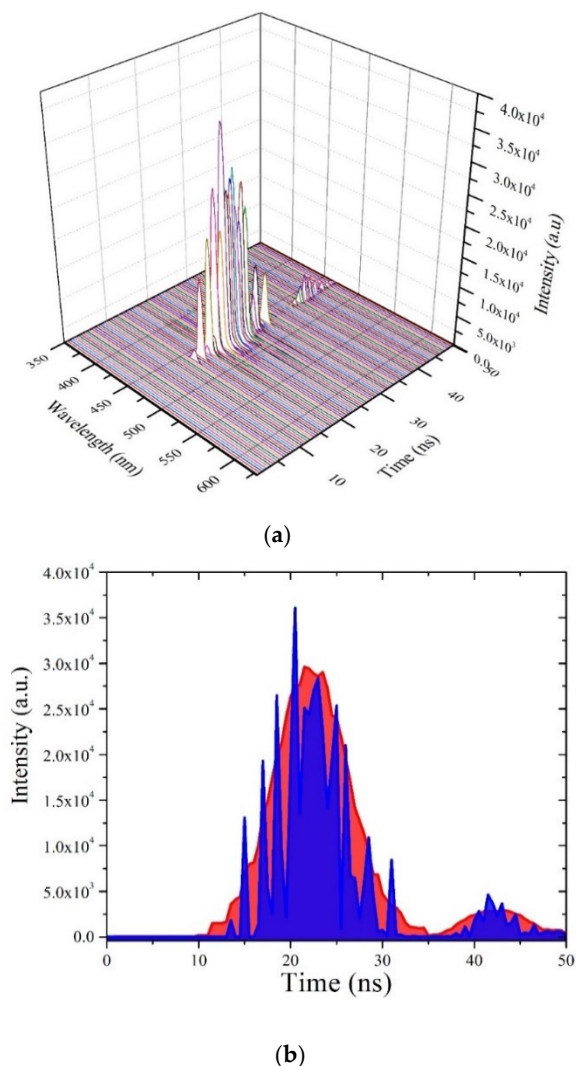 4.0x10⁴
3.5x10⁴
3.0x10⁴
2.5x10⁴
2.0x10⁴
1.5x10⁴
1.0x10⁴
5.0x10³
0.0
Intensity (a.u)
350
400
450
500
550
600
Wavelength (nm)
10
20
30
40
50
Time (ns)
(a)
4.0x10⁴
3.5x10⁴
3.0x10⁴
2.5x10⁴
2.0x10⁴
1.5x10⁴
1.0x10⁴
5.0x10³
0.0
Intensity (a.u.)
0 10 20 30 40 50
Time (ns)
(b)